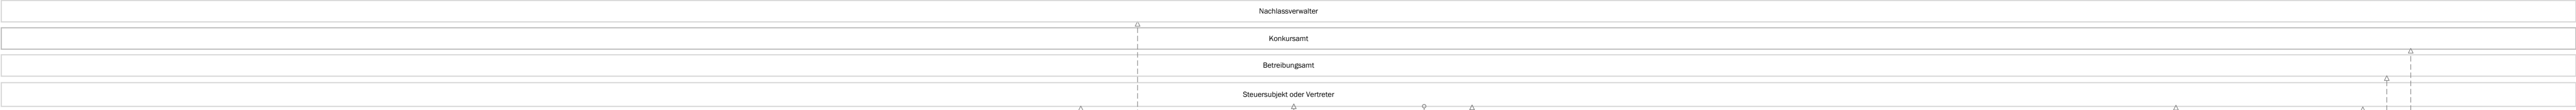 Nachlassverwalter
Konkursamt
Betreibungsamt
Steuersubjekt oder Vertreter